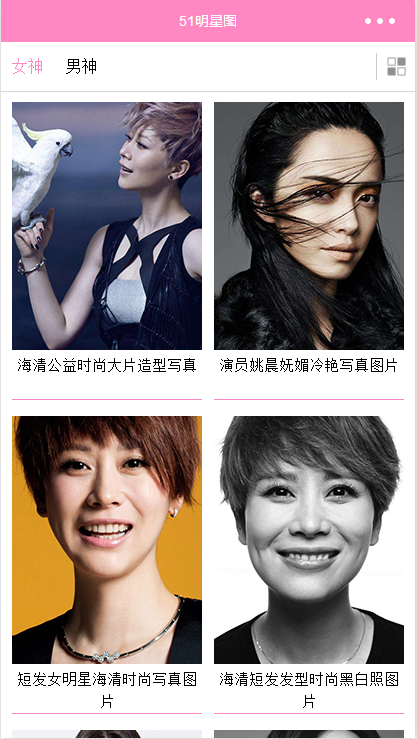 51明星图
女神 男神
海清公益时尚大片造型写真
演员姚晨妩媚冷艳写真图片
短发女明星海清时尚写真图
片
海清短发发型时尚黑白照图
片